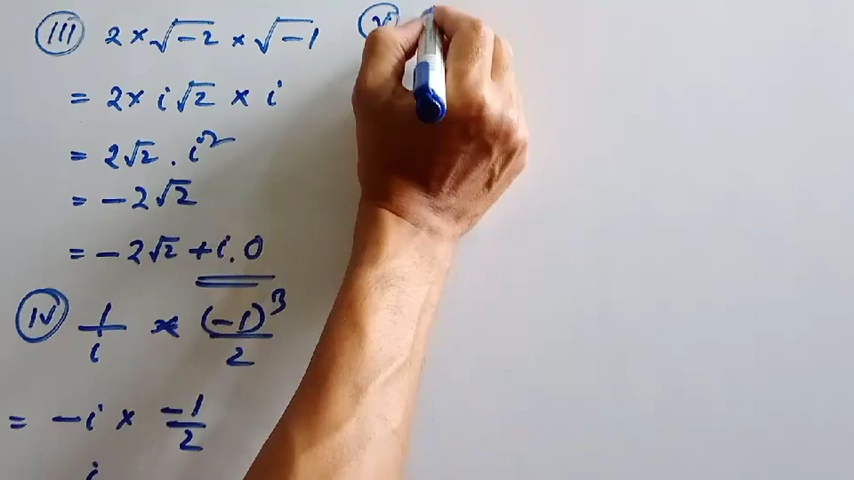 III 2 × √-2 × √-1
= 2 × i√2 × i
= 2√2 . i²
= -2√2
= -2√2 + i.0
IV 1/i × (-1)³/2
= -i × -1/2
i